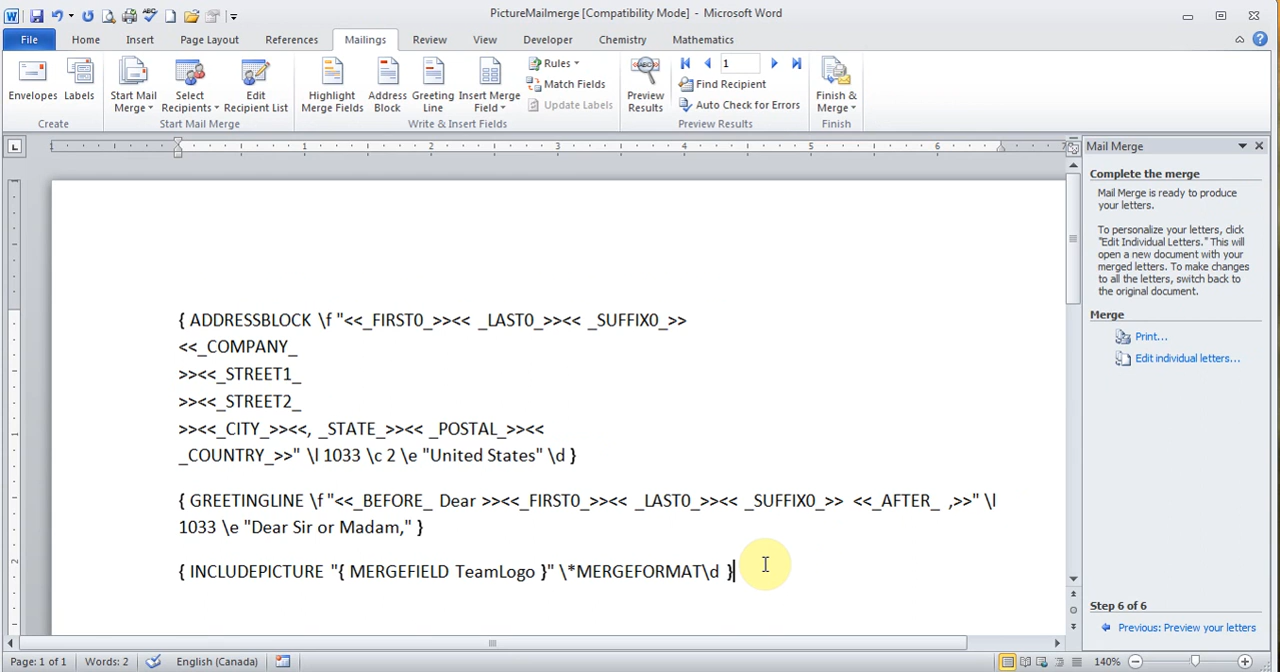 PictureMailmerge [Compatibility Mode] - Microsoft Word
File Home Insert Page Layout References Mailings Review View Developer Chemistry Mathematics
Envelopes
Labels
Create
Start Mail
Merge
Select
Recipients
Edit
Recipient List
Start Mail Merge
Highlight
Merge Fields
Address
Block
Greeting
Line
Insert Merge
Field
Rules
Match Fields
Update Labels
Write & Insert Fields
Preview
Results
1
Find Recipient
Auto Check for Errors
Preview Results
Finish &
Merge
Finish
1 1 2 3 4 5 6 7
{ ADDRESSBLOCK \f "<<_FIRST0_>><< _LAST0_>><< _SUFFIX0_>>
<<_COMPANY_
>><<_STREET1_
>><<_STREET2_
>><<_CITY_>><<, _STATE_>><< _POSTAL_>><<
_COUNTRY_>>" \l 1033 \c 2 \e "United States" \d }
{ GREETINGLINE \f "<<_BEFORE_ Dear >><<_FIRST0_>><< _LAST0_>><< _SUFFIX0_>> <<_AFTER_ ,>>" \l
1033 \e "Dear Sir or Madam," }
{ INCLUDEPICTURE "{ MERGEFIELD TeamLogo }" \*MERGEFORMAT\d }
Mail Merge
Complete the merge
Mail Merge is ready to produce
your letters.
To personalize your letters, click
"Edit Individual Letters." This will
open a new document with your
merged letters. To make changes
to all the letters, switch back to
the original document.
Merge
Print...
Edit individual letters...
Step 6 of 6
Previous: Preview your letters
Page: 1 of 1 Words: 2 English (Canada) 140%